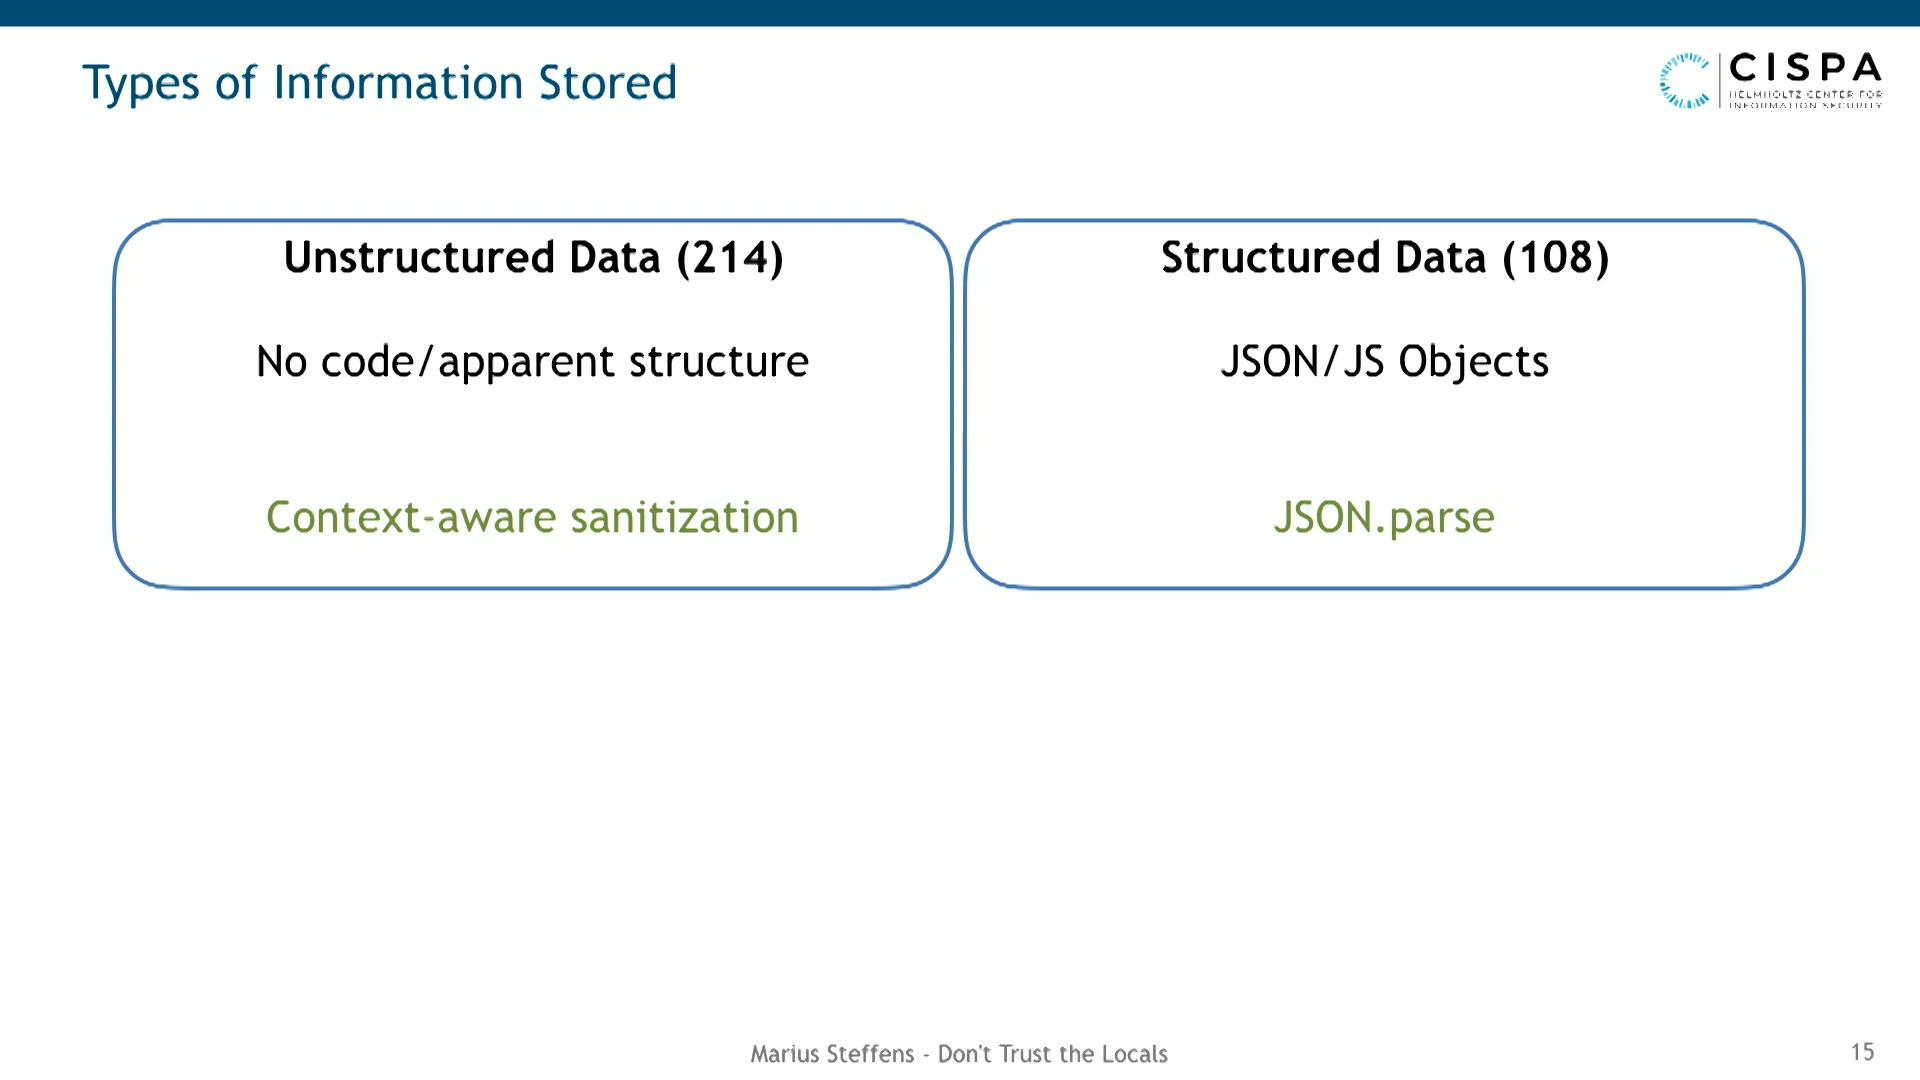 Types of Information Stored
CISPA
HELMHOLTZ CENTER FOR
INFORMATION SECURITY
Unstructured Data (214)
No code/apparent structure
Context-aware sanitization
Structured Data (108)
JSON/JS Objects
JSON.parse
Marius Steffens - Don't Trust the Locals
15